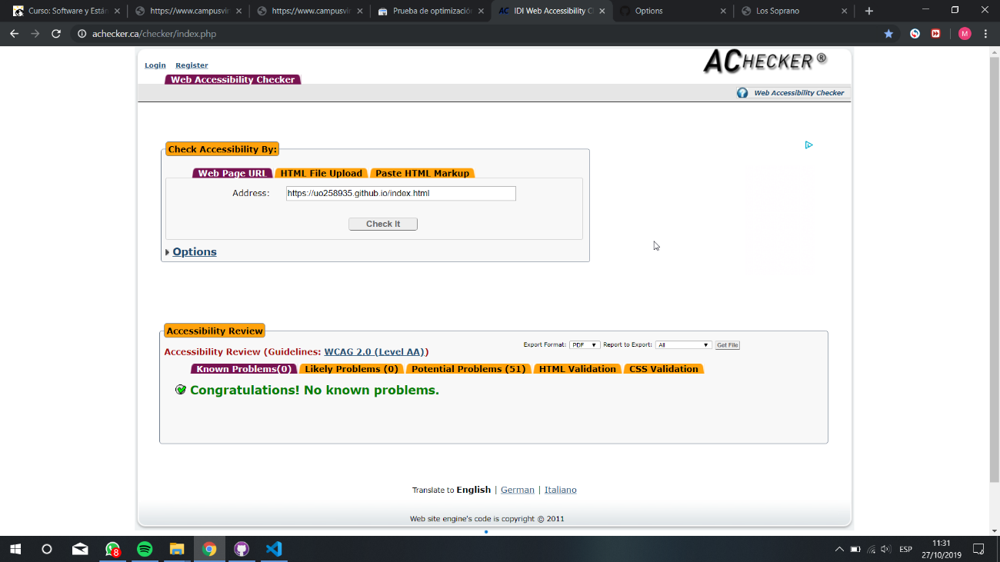 Curso: Software y Están
https://www.campusvir
https://www.campusvi
Prueba de optimizació
IDI Web Accessibility C
Options
Los Soprano
achecker.ca/checker/index.php
M
Login Register
ACHECKER ®
Web Accessibility Checker
Web Accessibility Checker
Check Accessibility By:
Web Page URL HTML File Upload Paste HTML Markup
Address: https://uo258935.github.io/index.html
Check It
Options
Accessibility Review
Export Format: PDF Report to Export: All Get File
Accessibility Review (Guidelines: WCAG 2.0 (Level AA))
Known Problems(0) Likely Problems (0) Potential Problems (51) HTML Validation CSS Validation
Congratulations! No known problems.
Translate to English | German | Italiano
Web site engine's code is copyright © 2011
8
ESP
11:31
27/10/2019